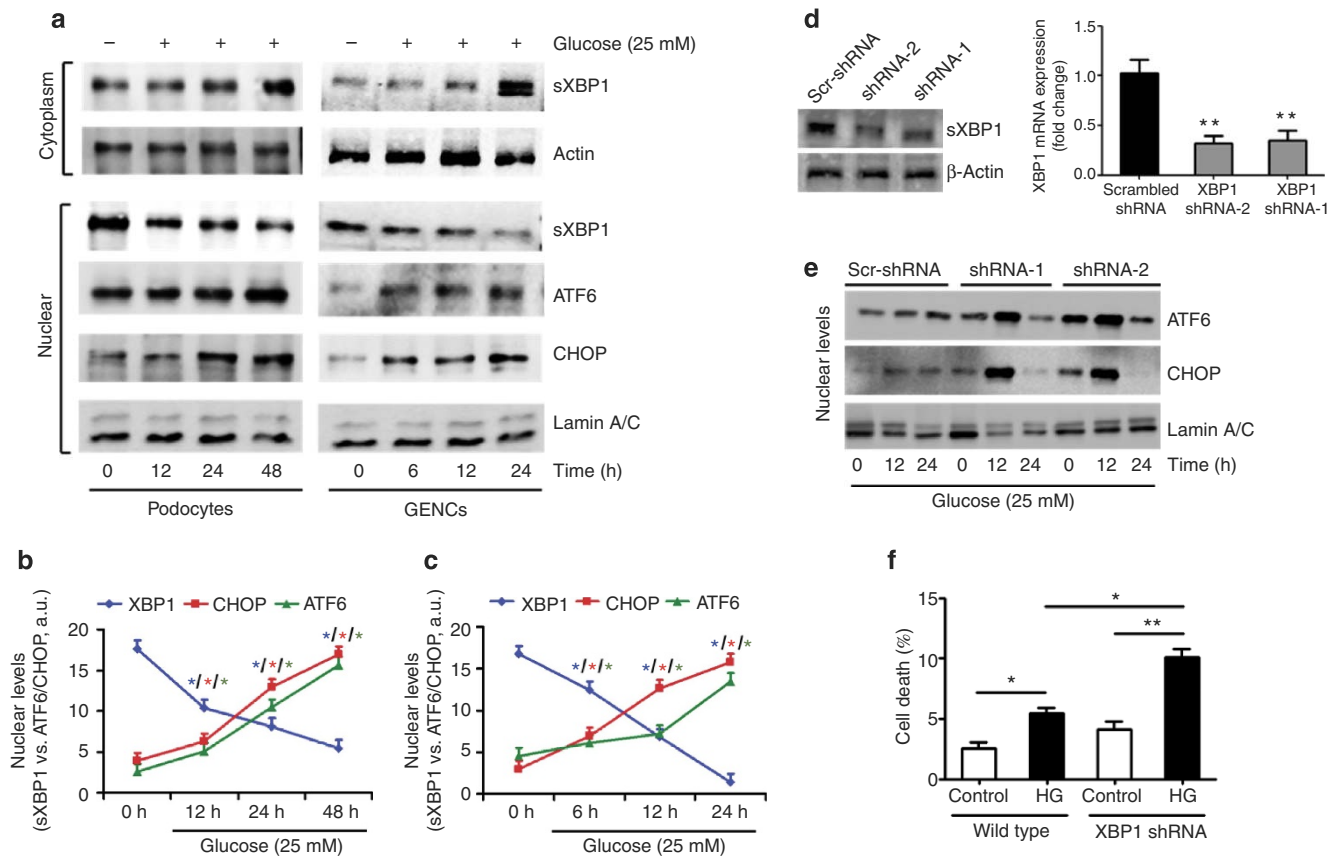 a
− + + + − + + + Glucose (25 mM)
Cytoplasm
sXBP1
Actin
Nuclear
sXBP1
ATF6
CHOP
Lamin A/C
0 12 24 48 0 6 12 24 Time (h)
Podocytes GENCs
b
XBP1 CHOP ATF6
Nuclear levels
(sXBP1 vs. ATF6/CHOP, a.u.)
20
15
10
5
0
*/*/* */*/* */*/*
0 h 12 h 24 h 48 h
Glucose (25 mM)
c
XBP1 CHOP ATF6
Nuclear levels
(sXBP1 vs. ATF6/CHOP, a.u.)
20
15
10
5
0
*/*/* */*/* */*/*
0 h 6 h 12 h 24 h
Glucose (25 mM)
d
Scr-shRNA
shRNA-2
shRNA-1
sXBP1
β-Actin
XBP1 mRNA expression
(fold change)
1.5
1.0
0.5
0.0
** **
Scrambled XBP1 XBP1
shRNA shRNA-2 shRNA-1
e
Scr-shRNA shRNA-1 shRNA-2
Nuclear levels
ATF6
CHOP
Lamin A/C
0 12 24 0 12 24 0 12 24 Time (h)
Glucose (25 mM)
f
Cell death (%)
15
10
5
0
*
**
*
Control HG Control HG
Wild type XBP1 shRNA